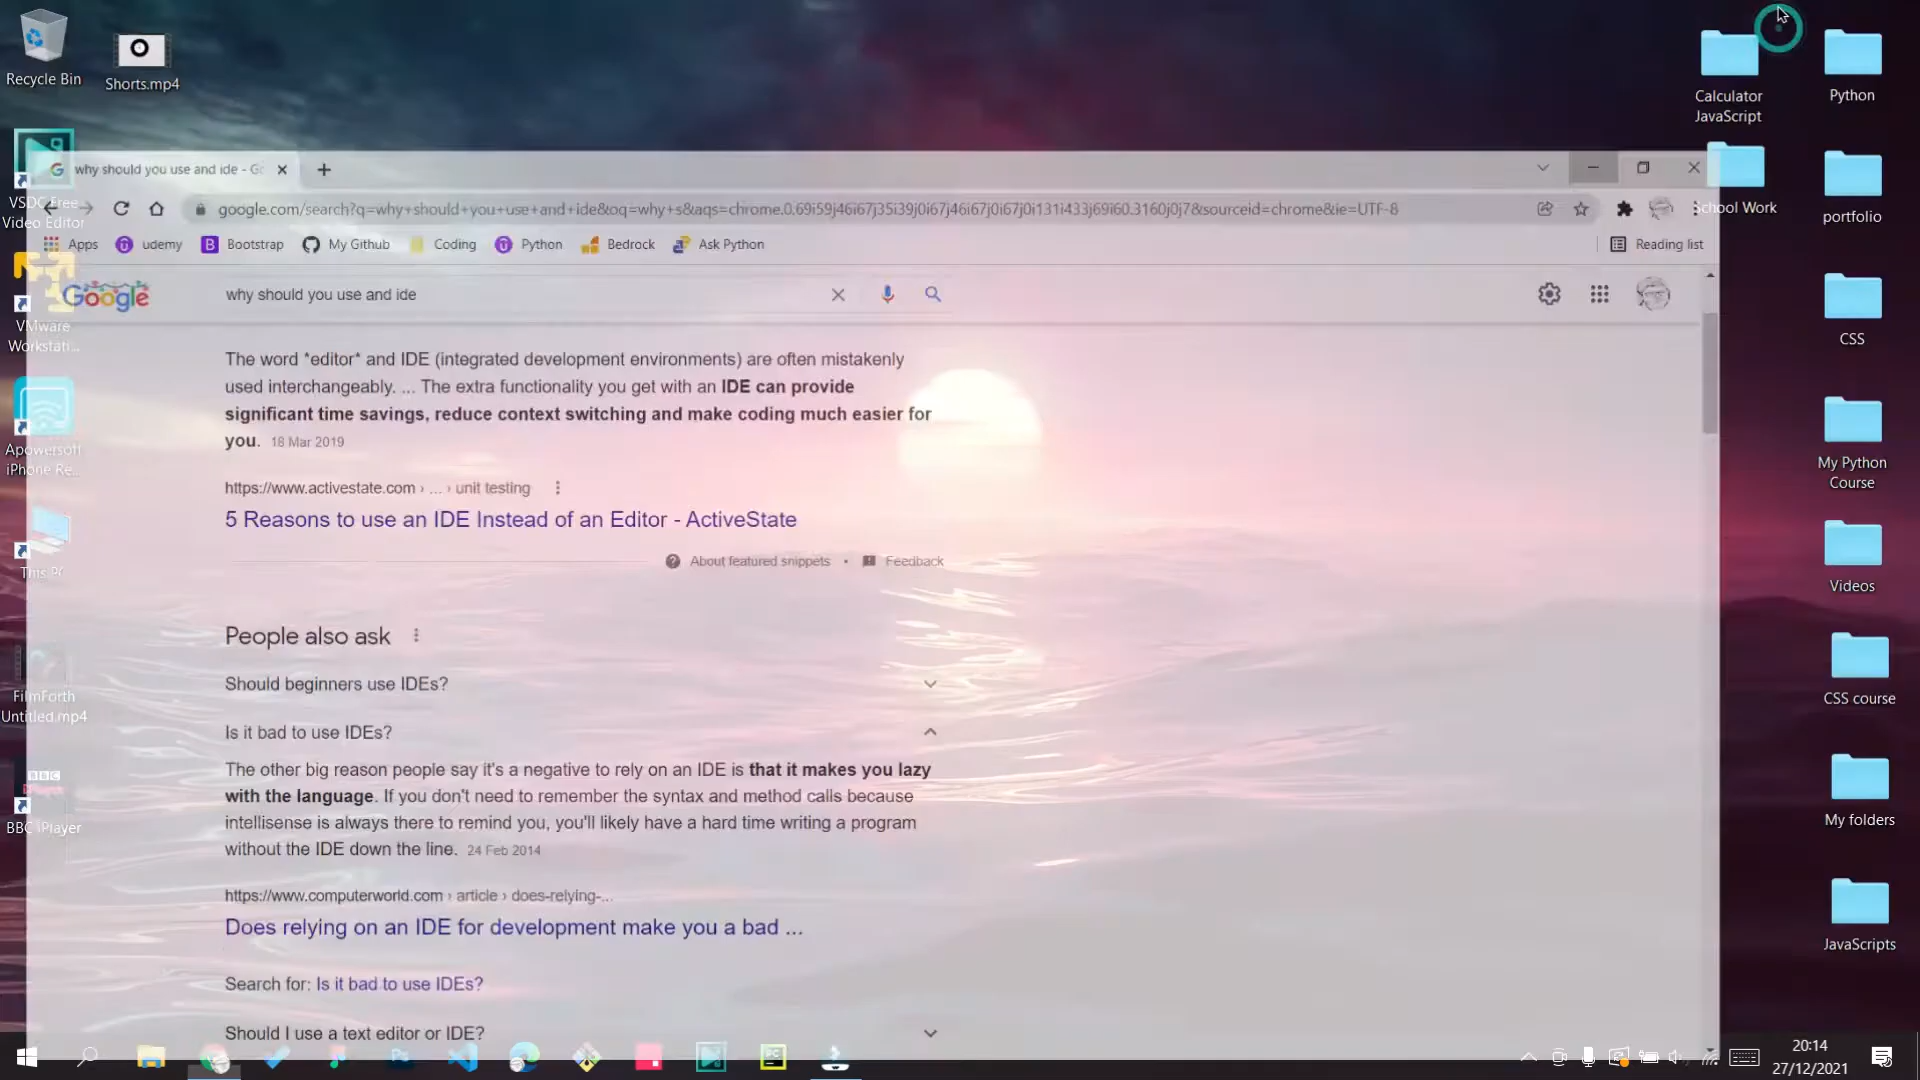 Recycle Bin
Shorts.mp4
Calculator
JavaScript
Python
why should you use and ide - Go
VSDC Free
Video Editor
google.com/search?q=why+should+you+use+and+ide&oq=why+s&aqs=chrome.0.69i59j46i67j35i39j0i67j46i67j0i67j0i131i433j69i60.3160j0j7&sourceid=chrome&ie=UTF-8
School Work
portfolio
Apps
udemy
Bootstrap
My Github
Coding
Python
Bedrock
Ask Python
Reading list
Google
why should you use and ide
VMware
Workstati...
CSS
The word *editor* and IDE (integrated development environments) are often mistakenly
used interchangeably. ... The extra functionality you get with an IDE can provide
significant time savings, reduce context switching and make coding much easier for
you. 18 Mar 2019
Apowersoft
iPhone Re...
My Python
Course
https://www.activestate.com › ... › unit testing
5 Reasons to use an IDE Instead of an Editor - ActiveState
About featured snippets • Feedback
This PC
Videos
People also ask
Should beginners use IDEs?
FilmForth
Untitled.mp4
CSS course
Is it bad to use IDEs?
The other big reason people say it's a negative to rely on an IDE is that it makes you lazy
with the language. If you don't need to remember the syntax and method calls because
intellisense is always there to remind you, you'll likely have a hard time writing a program
without the IDE down the line. 24 Feb 2014
BBC
BBC iPlayer
My folders
https://www.computerworld.com › article › does-relying-...
Does relying on an IDE for development make you a bad ...
JavaScripts
Search for: Is it bad to use IDEs?
Should I use a text editor or IDE?
PC
20:14
27/12/2021